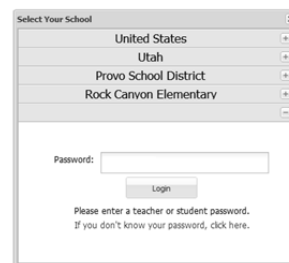 Select Your School
United States
Utah
Provo School District
Rock Canyon Elementary
Password:
Login
Please enter a teacher or student password.
If you don't know your password, click here.